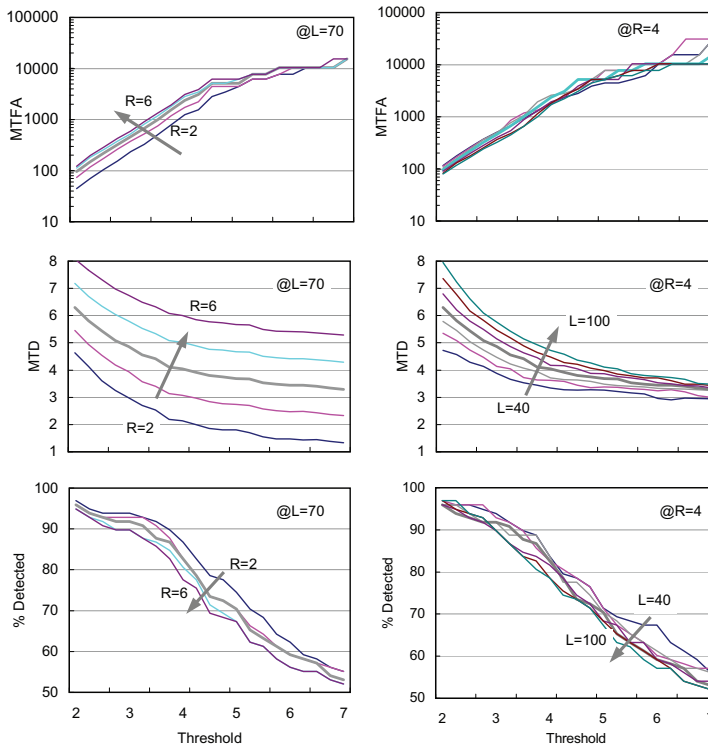 100000
10000
1000
100
10
MTFA
@L=70
R=6
R=2
100000
10000
1000
100
10
MTFA
@R=4
8
7
6
5
4
3
2
1
MTD
@L=70
R=6
R=2
8
7
6
5
4
3
2
1
MTD
@R=4
L=100
L=40
100
90
80
70
60
50
% Detected
@L=70
R=2
R=6
2 3 4 5 6 7
Threshold
100
90
80
70
60
50
% Detected
@R=4
L=40
L=100
2 3 4 5 6 7
Threshold